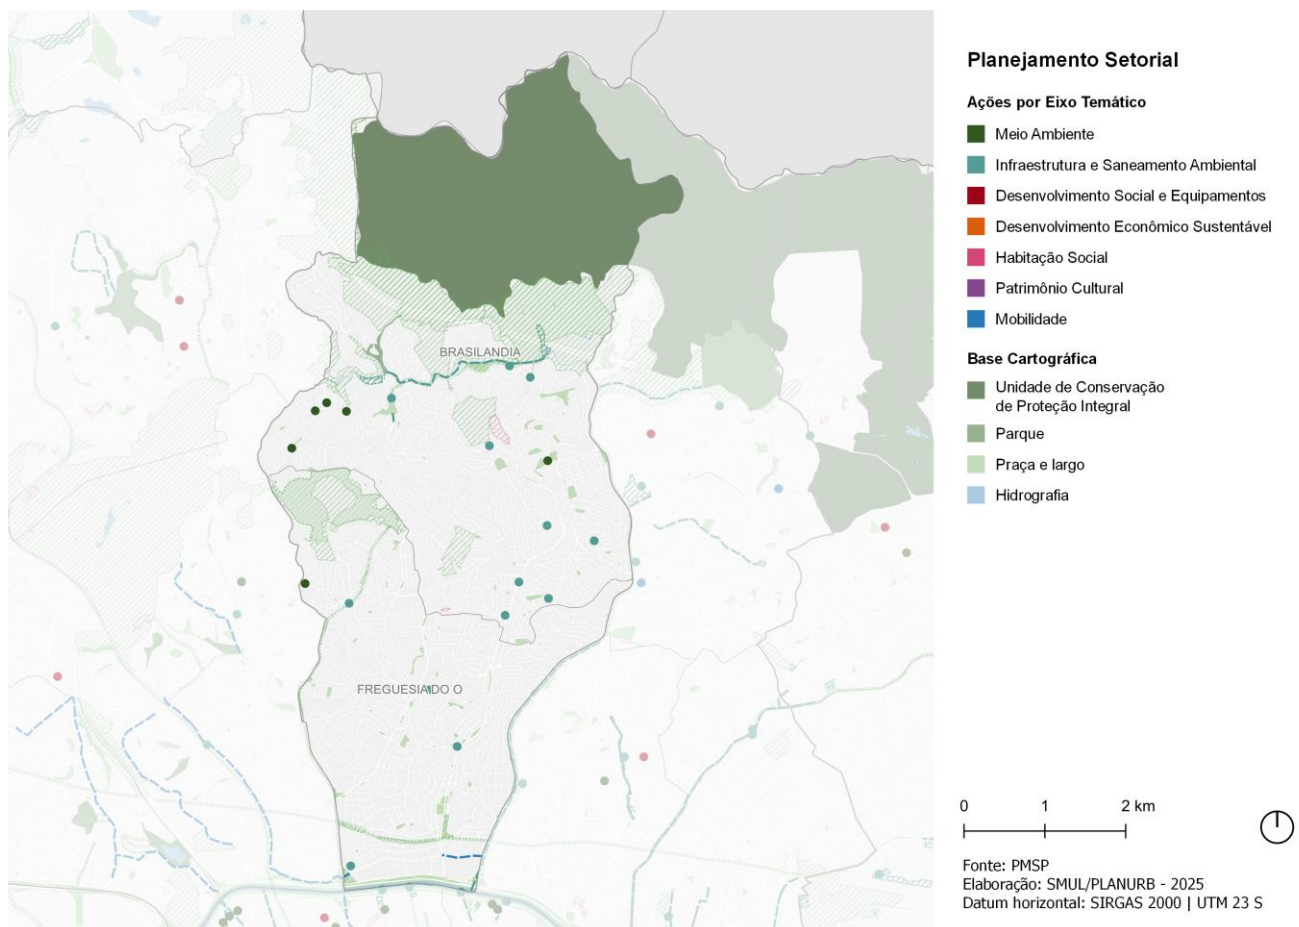 BRASILANDIA
FREGUESIA DO O
Planejamento Setorial
Ações por Eixo Temático
Meio Ambiente
Infraestrutura e Saneamento Ambiental
Desenvolvimento Social e Equipamentos
Desenvolvimento Econômico Sustentável
Habitação Social
Patrimônio Cultural
Mobilidade
Base Cartográfica
Unidade de Conservação
de Proteção Integral
Parque
Praça e largo
Hidrografia
0 1 2 km
Fonte: PMSP
Elaboração: SMUL/PLANURB - 2025
Datum horizontal: SIRGAS 2000 | UTM 23 S